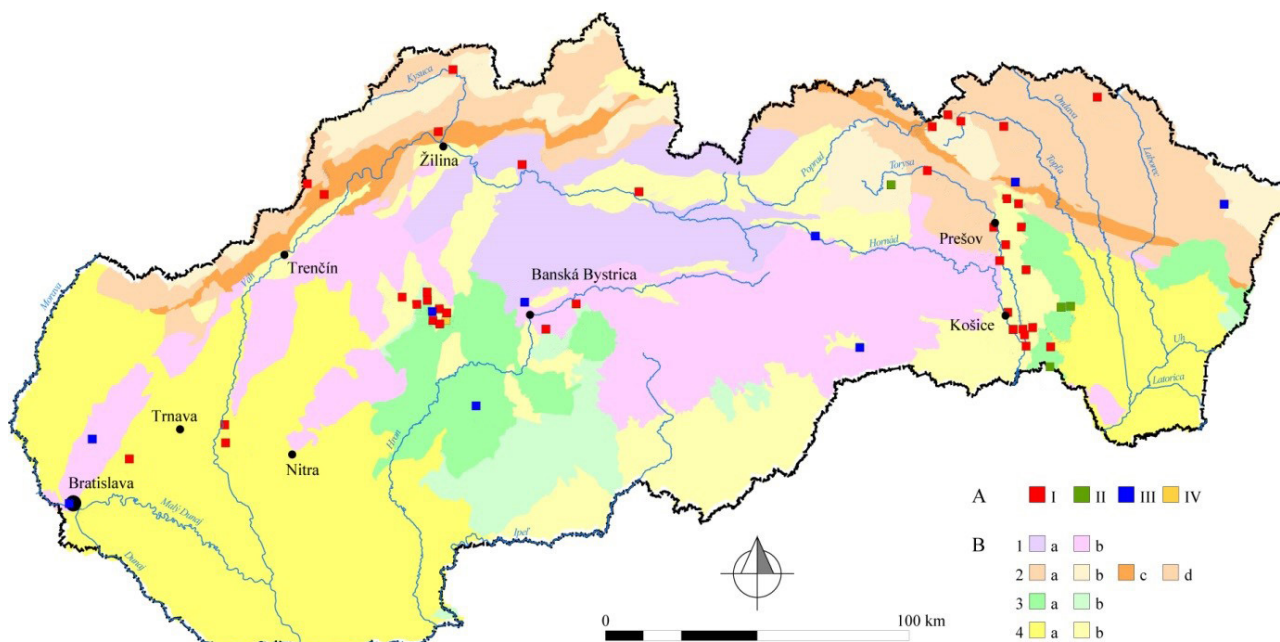 Kysuca
Žilina
Poprad
Torysa
Ondava
Topľa
Laborec
Hornád
Prešov
Váh
Trenčín
Banská Bystrica
Morava
Košice
Uh
Latorica
Trnava
Nitra
Hron
Bratislava
Malý Dunaj
Dunaj
Ipeľ
A I II III IV
B
1 a b
2 a b c d
3 a b
4 a b
0 100 km